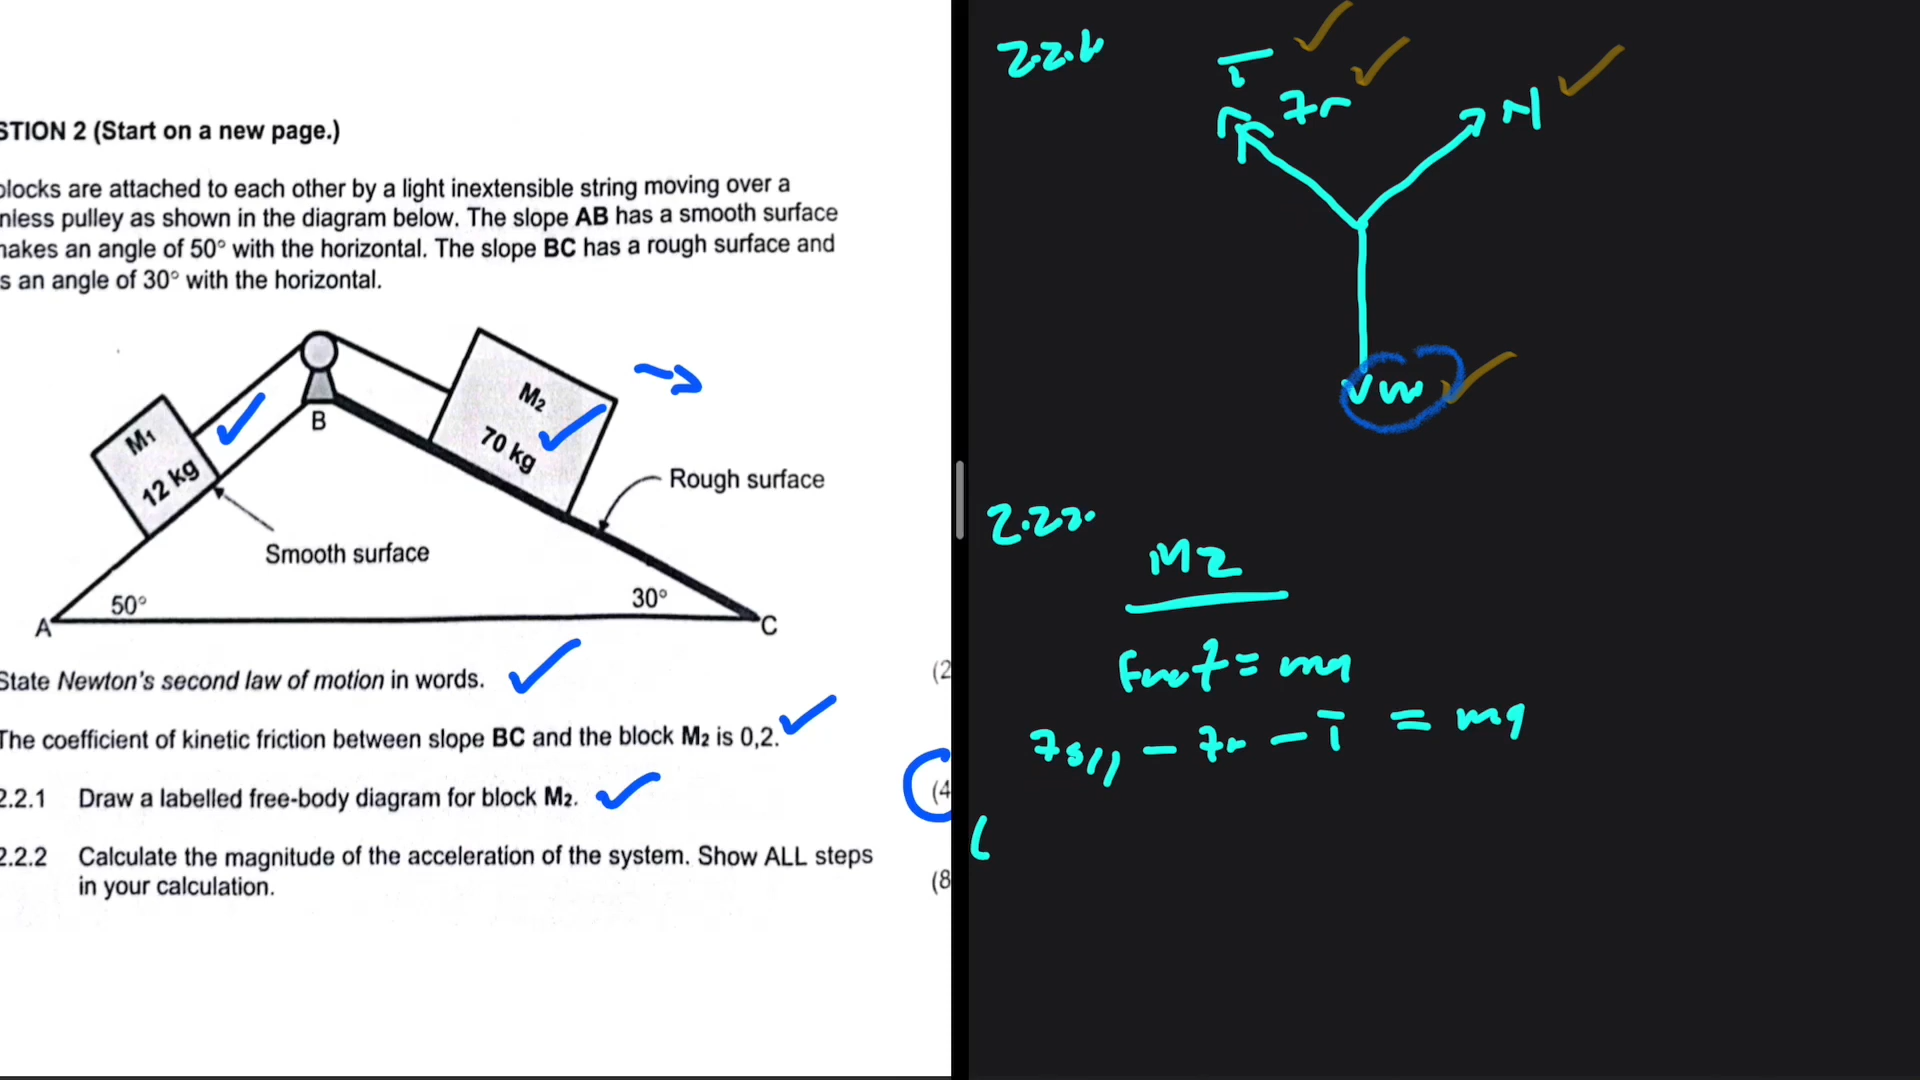 STION 2 (Start on a new page.)
blocks are attached to each other by a light inextensible string moving over a
nless pulley as shown in the diagram below. The slope AB has a smooth surface
makes an angle of 50° with the horizontal. The slope BC has a rough surface and
s an angle of 30° with the horizontal.
M₁
12 kg
B
M₂
70 kg
Rough surface
Smooth surface
50°
30°
A
C
State Newton's second law of motion in words.
(2
The coefficient of kinetic friction between slope BC and the block M₂ is 0,2.
2.2.1 Draw a labelled free-body diagram for block M₂.
(4
2.2.2 Calculate the magnitude of the acceleration of the system. Show ALL steps
in your calculation.
(8
2.2.1
T
Fr
N
W
2.2.2.
M2
Fnet = ma
Fg// - Fr - T = ma
(